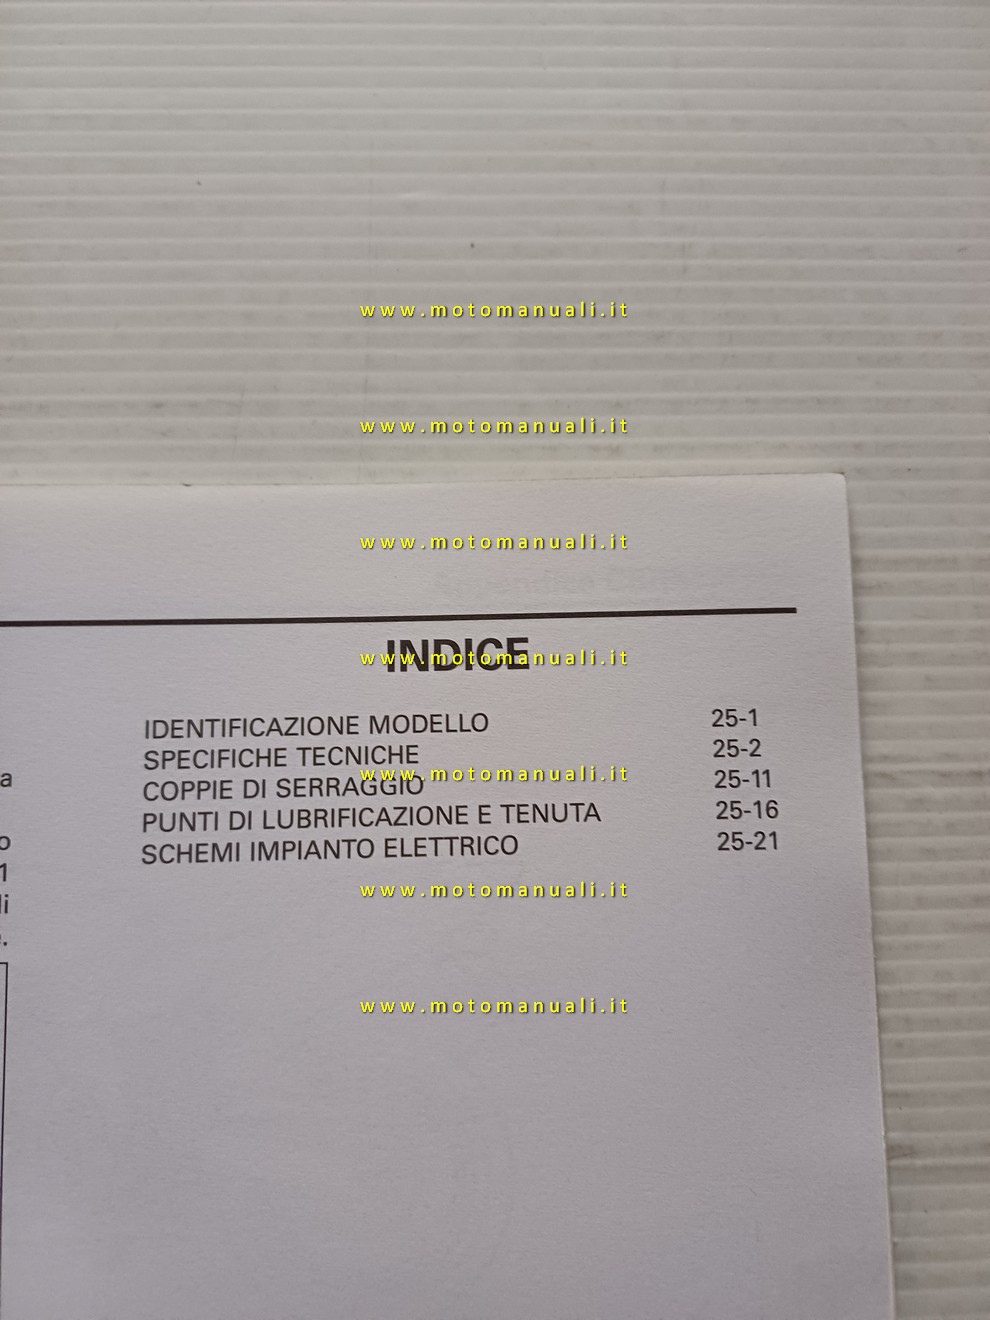 www.motomanuali.it
www.motomanuali.it
www.motomanuali.it
INDICE
www.motomanuali.it
IDENTIFICAZIONE MODELLO 25-1
SPECIFICHE TECNICHE 25-2
www.motomanuali.it
COPPIE DI SERRAGGIO 25-11
PUNTI DI LUBRIFICAZIONE E TENUTA 25-16
SCHEMI IMPIANTO ELETTRICO 25-21
www.motomanuali.it
www.motomanuali.it